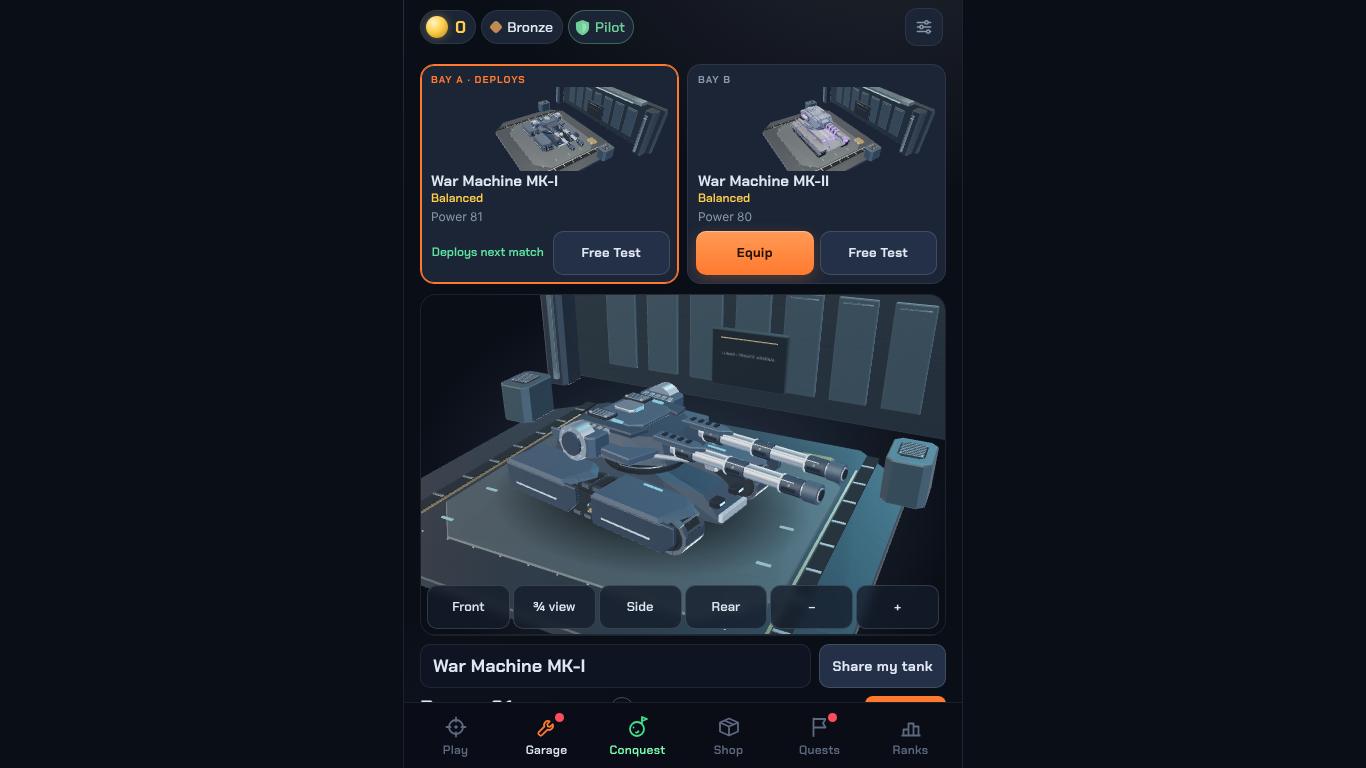 0
Bronze
Pilot
BAY A · DEPLOYS
War Machine MK-I
Balanced
Power 81
Deploys next match
Free Test
BAY B
War Machine MK-II
Balanced
Power 80
Equip
Free Test
Front
¾ view
Side
Rear
–
+
War Machine MK-I
Share my tank
Play
Garage
Conquest
Shop
Quests
Ranks